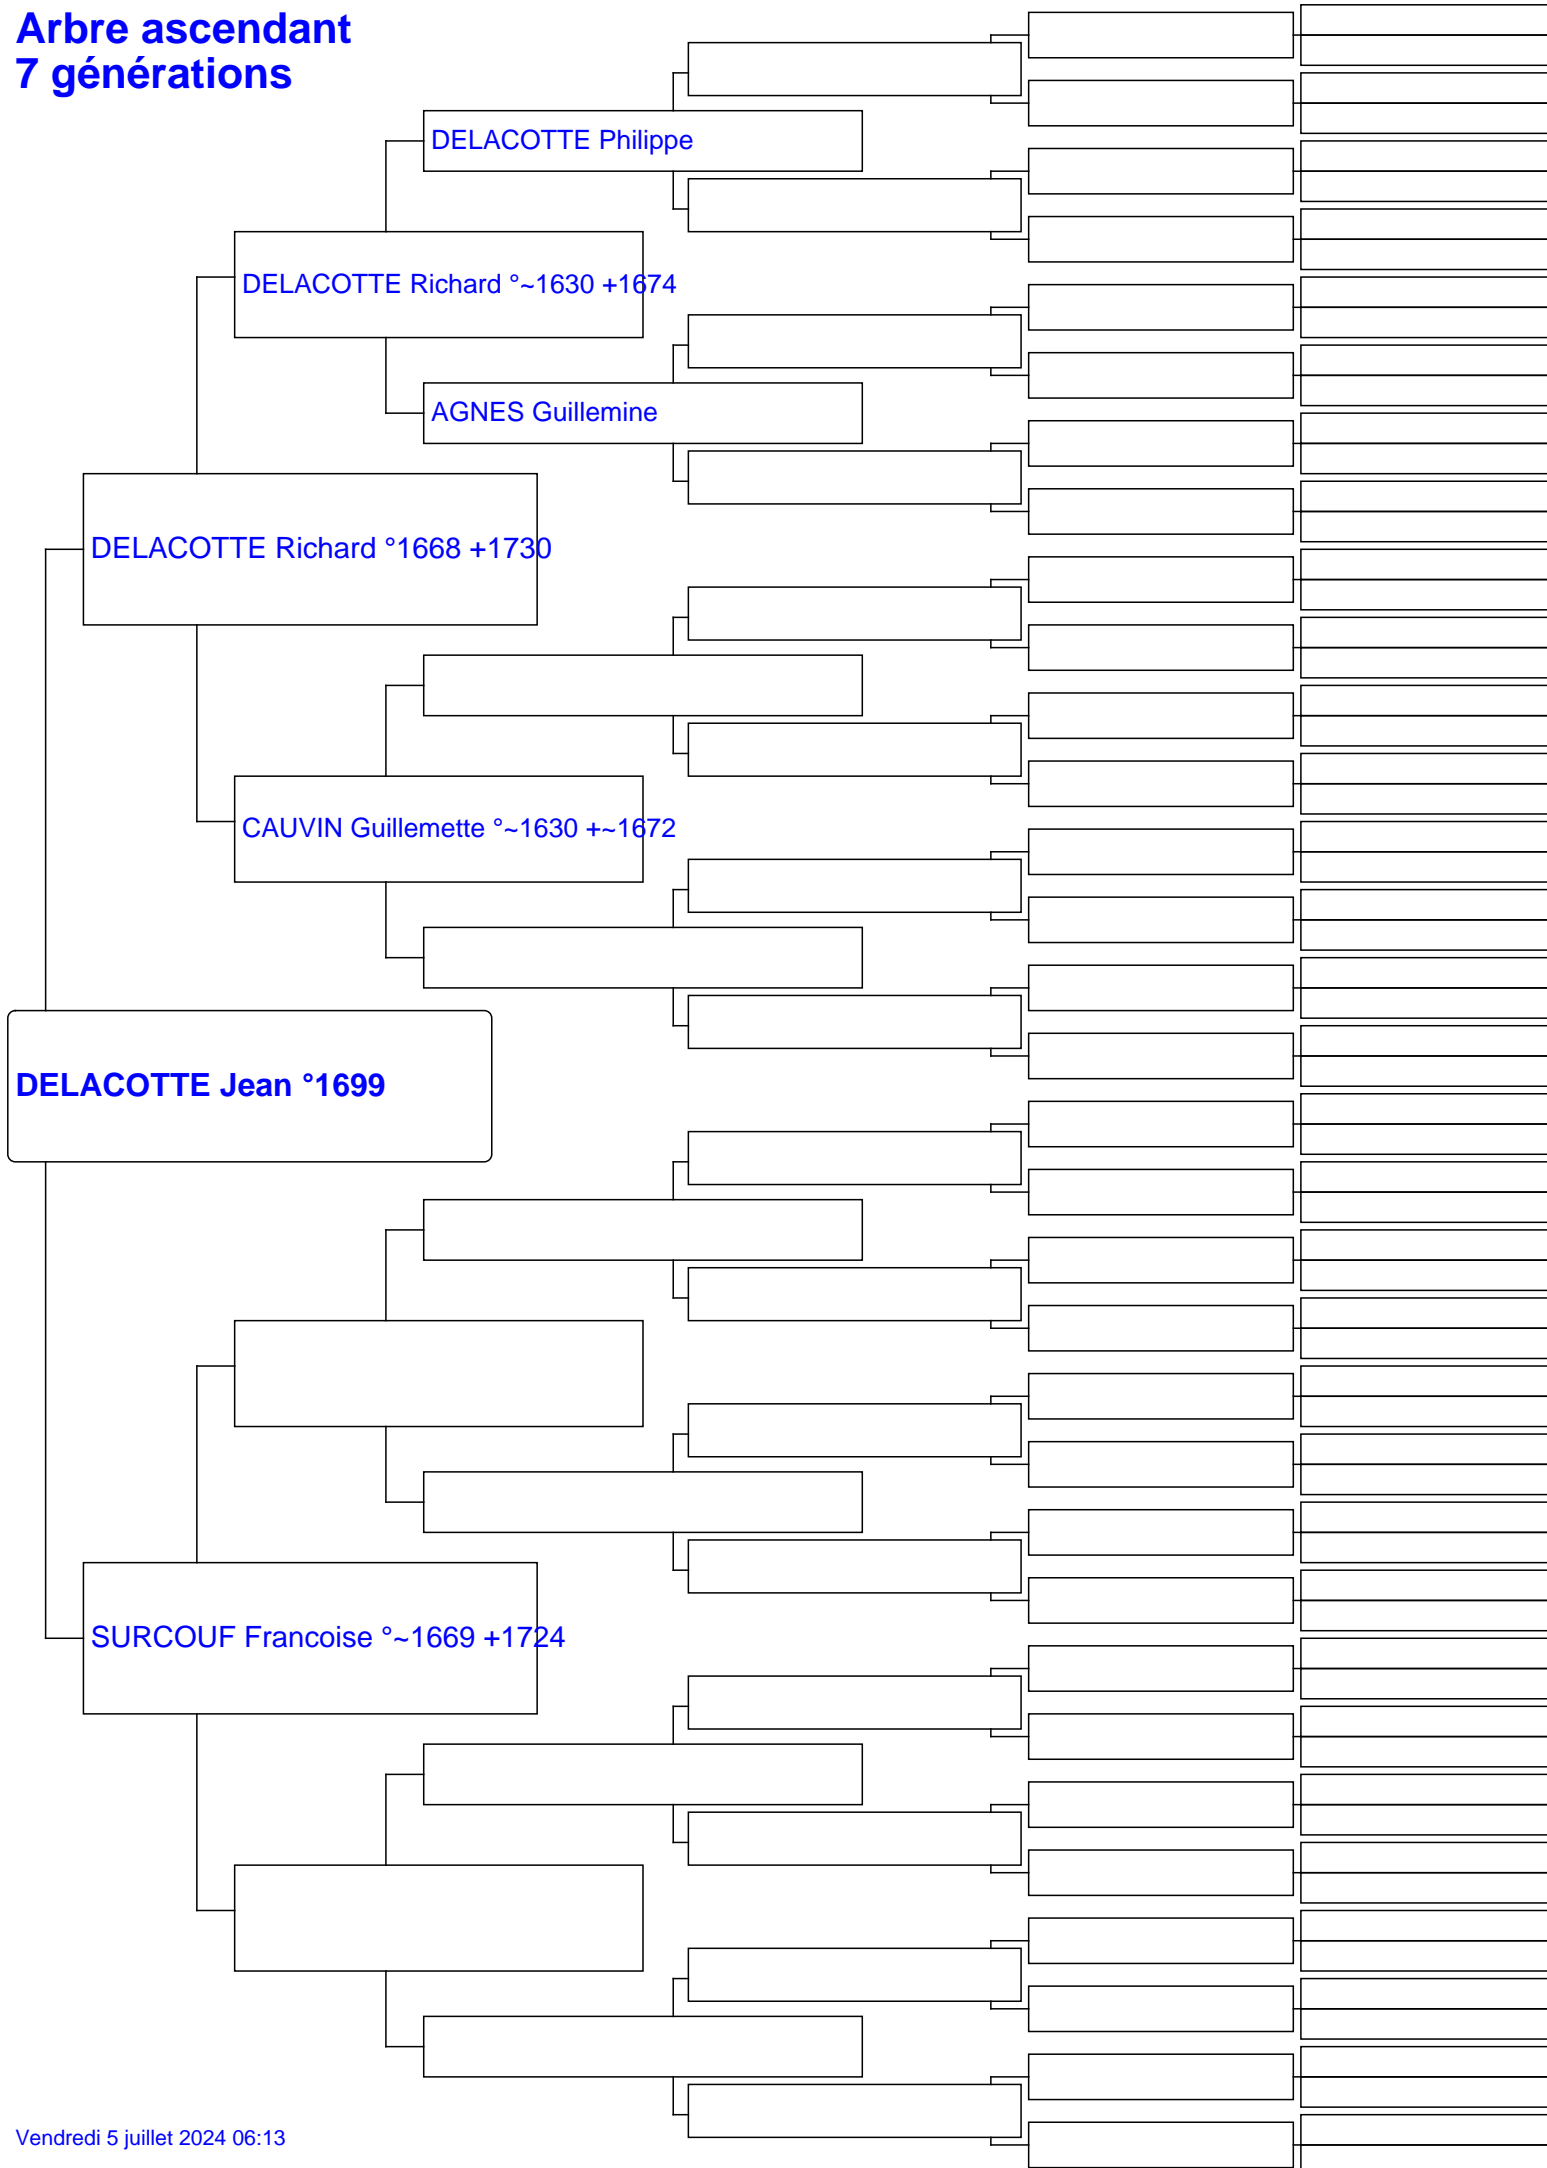 Arbre ascendant
7 générations
DELACOTTE Philippe
DELACOTTE Richard °~1630 +1674
AGNES Guillemine
DELACOTTE Richard °1668 +1730
CAUVIN Guillemette °~1630 +~1672
DELACOTTE Jean °1699
SURCOUF Francoise °~1669 +1724
Vendredi 5 juillet 2024 06:13